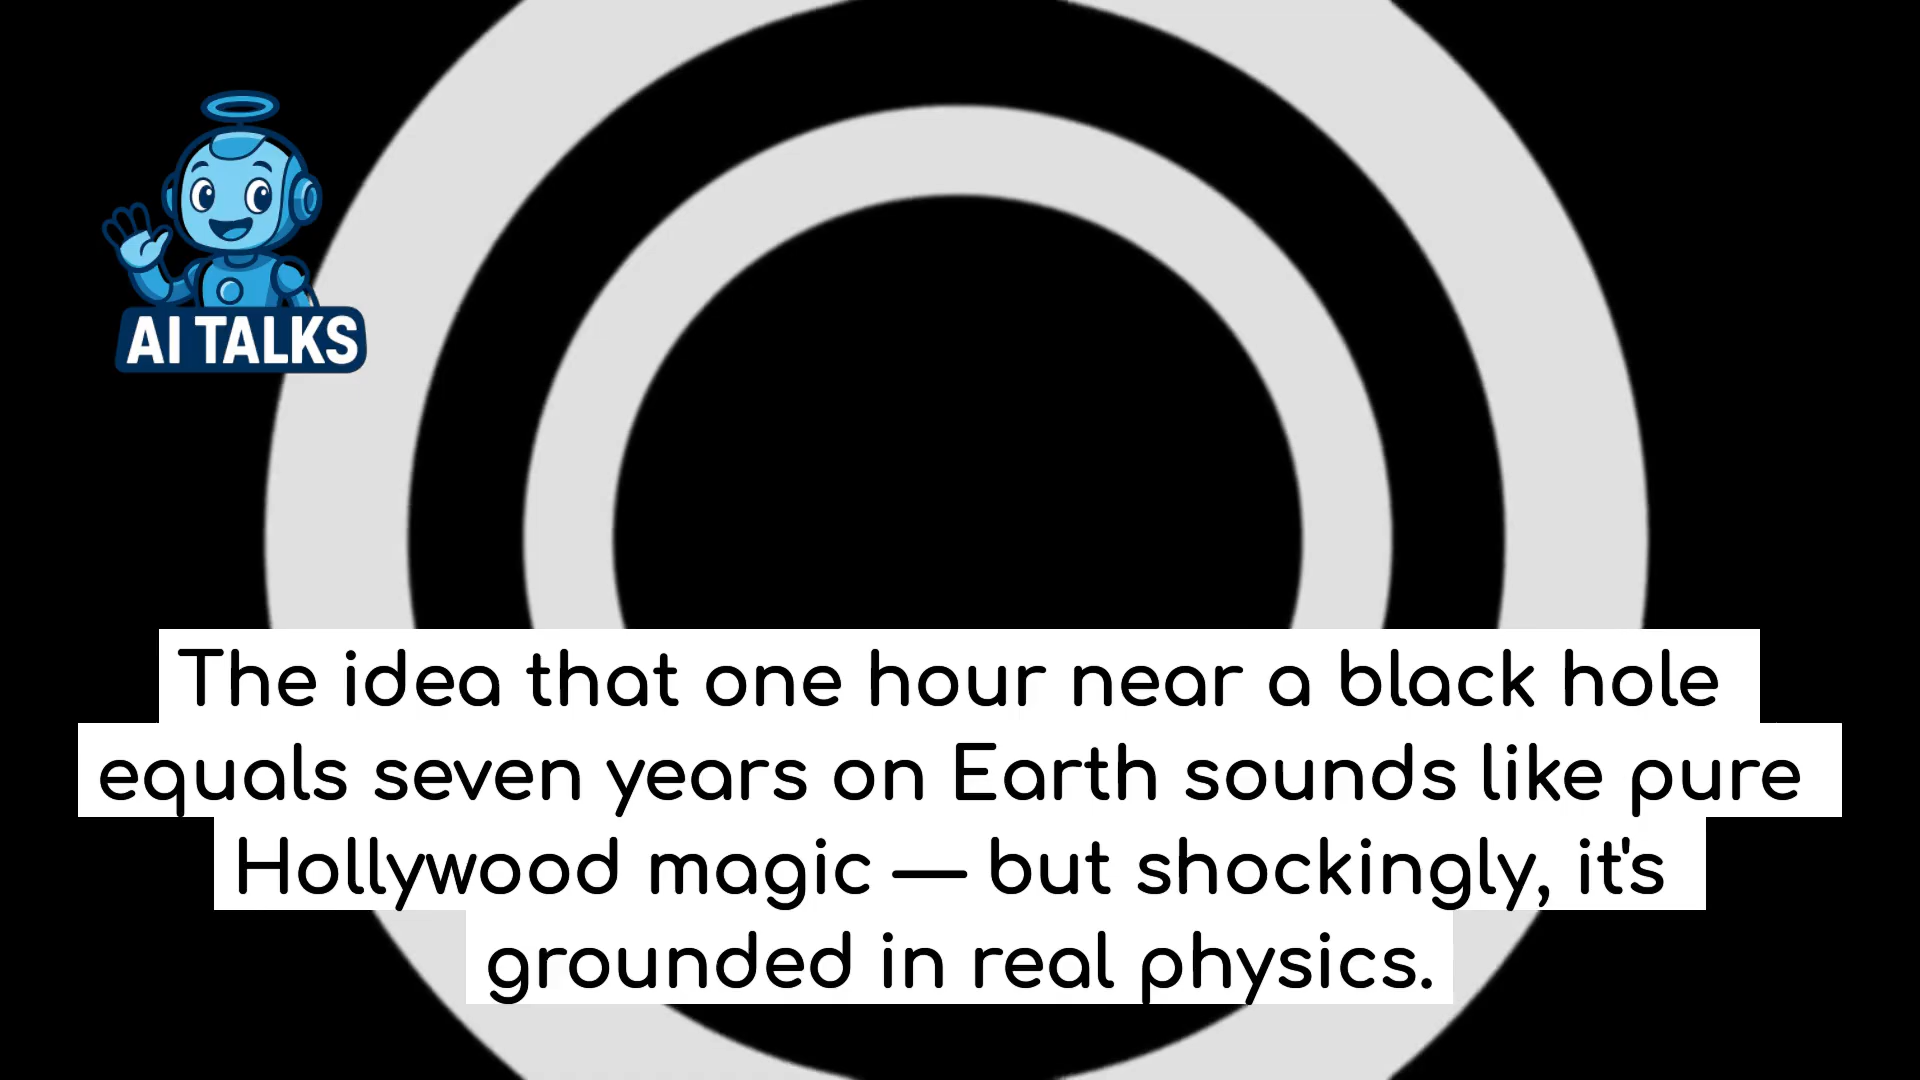 AI TALKS
The idea that one hour near a black hole
equals seven years on Earth sounds like pure
Hollywood magic — but shockingly, it's
grounded in real physics.